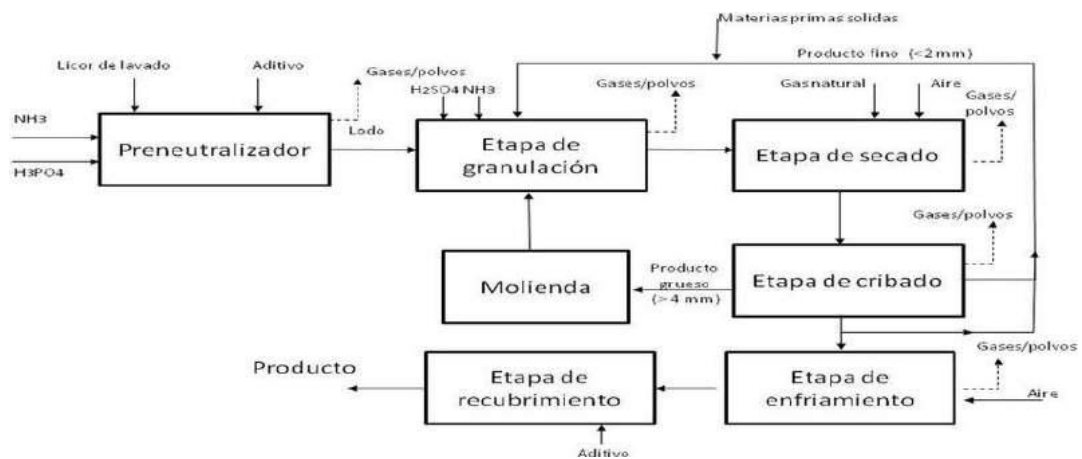 Materias primas solidas
Producto fino (<2 mm)
Licor de lavado
Aditivo
Gases/polvos
H2SO4 NH3
Gases/polvos
Gas natural
Aire
Gases/
polvos
NH3
H3PO4
Preneutralizador
Lodo
Etapa de
granulación
Etapa de secado
Gases/polvos
Molienda
Producto
grueso
(>4 mm)
Etapa de cribado
Gases/polvos
Producto
Etapa de
recubrimiento
Etapa de
enfriamiento
Aire
Aditivo